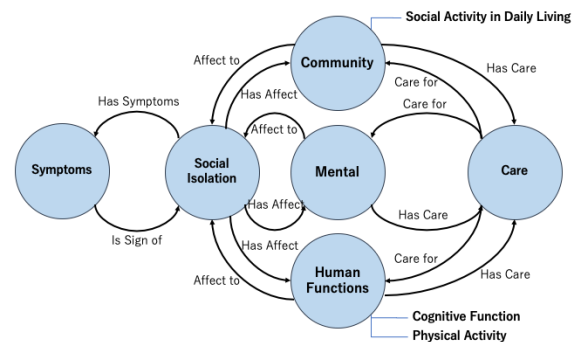 Social Activity in Daily Living
Affect to
Community
Has Care
Has Affect
Care for
Has Symptoms
Affect to
Care for
Symptoms
Social
Isolation
Mental
Care
Has Affect
Has Care
Is Sign of
Has Affect
Care for
Affect to
Human
Functions
Has Care
Cognitive Function
Physical Activity